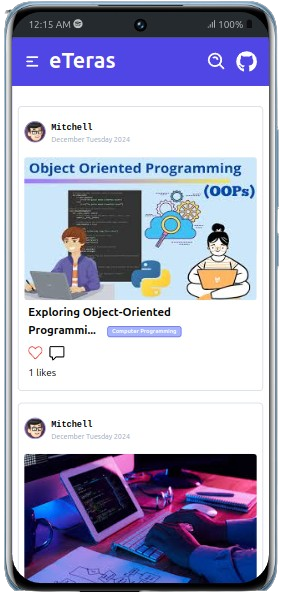 12:15 AM
100%
eTeras
Mitchell
December Tuesday 2024
Object Oriented Programming
(OOPs)
Exploring Object-Oriented
Programmi... Computer Programming
1 likes
Mitchell
December Tuesday 2024